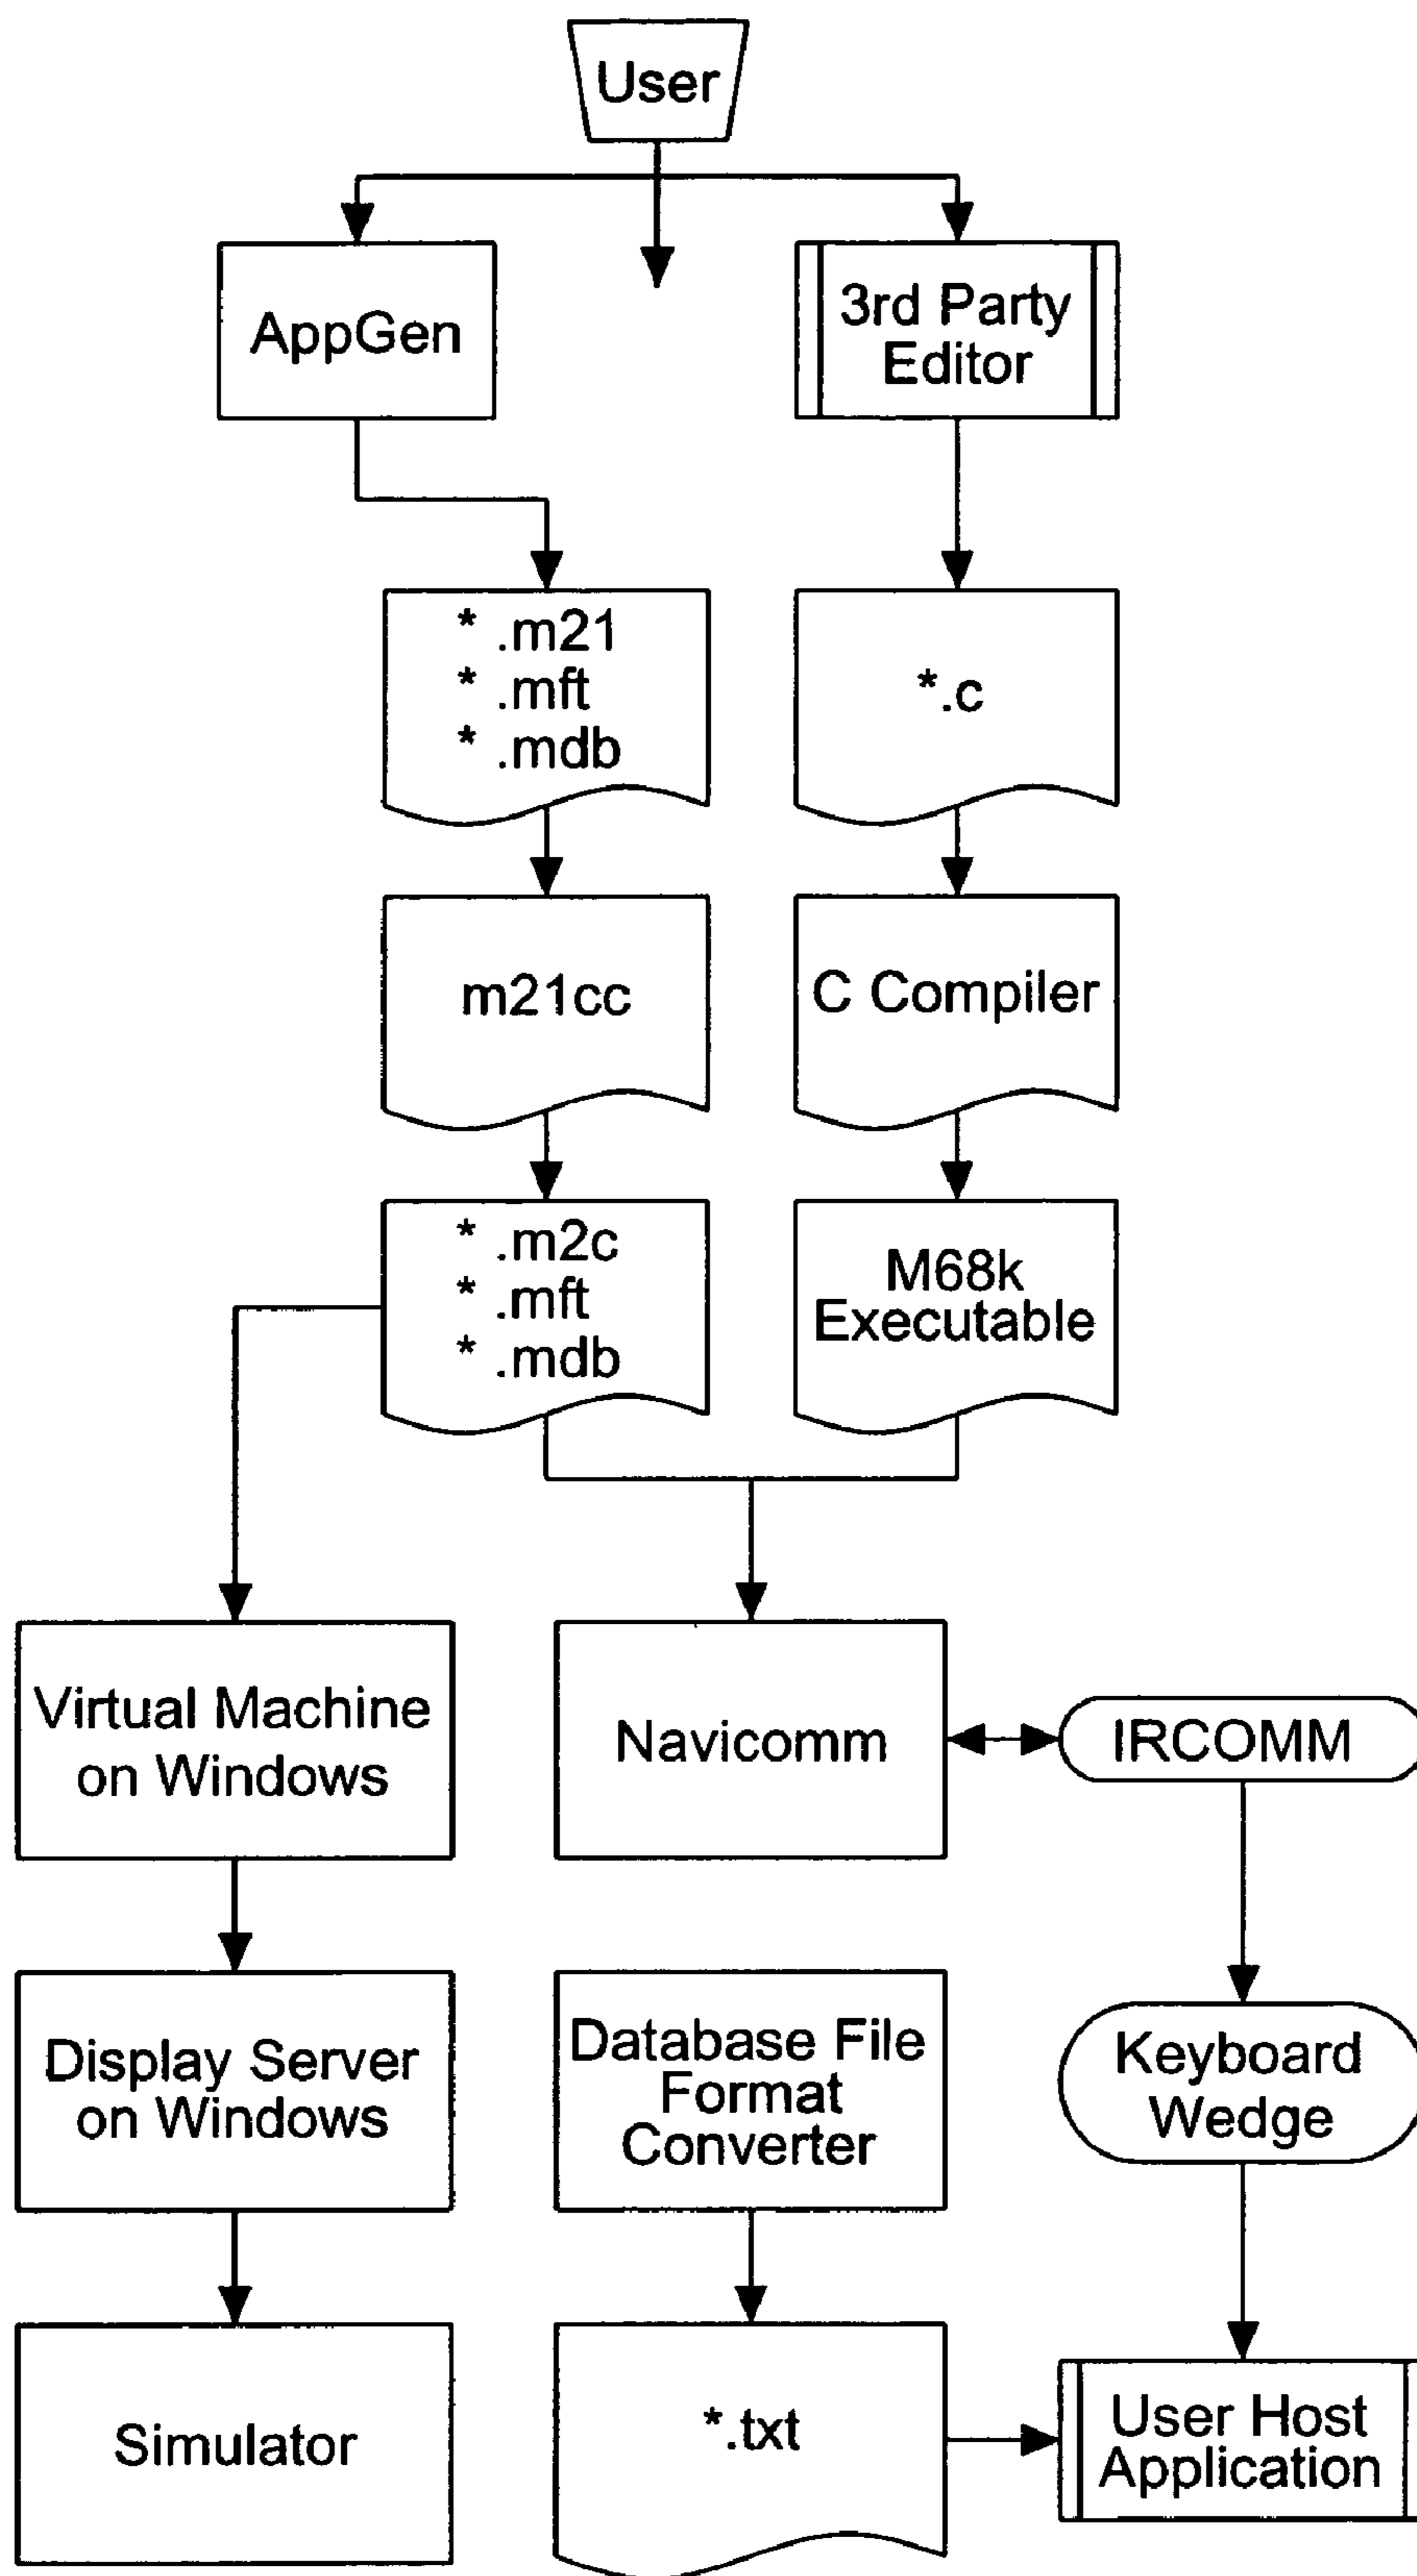 User
AppGen
3rd Party
Editor
* .m21
* .mft
* .mdb
*.c
m21cc
C Compiler
* .m2c
* .mft
* .mdb
M68k
Executable
Virtual Machine
on Windows
Navicomm
IRCOMM
Display Server
on Windows
Database File
Format
Converter
Keyboard
Wedge
Simulator
*.txt
User Host
Application